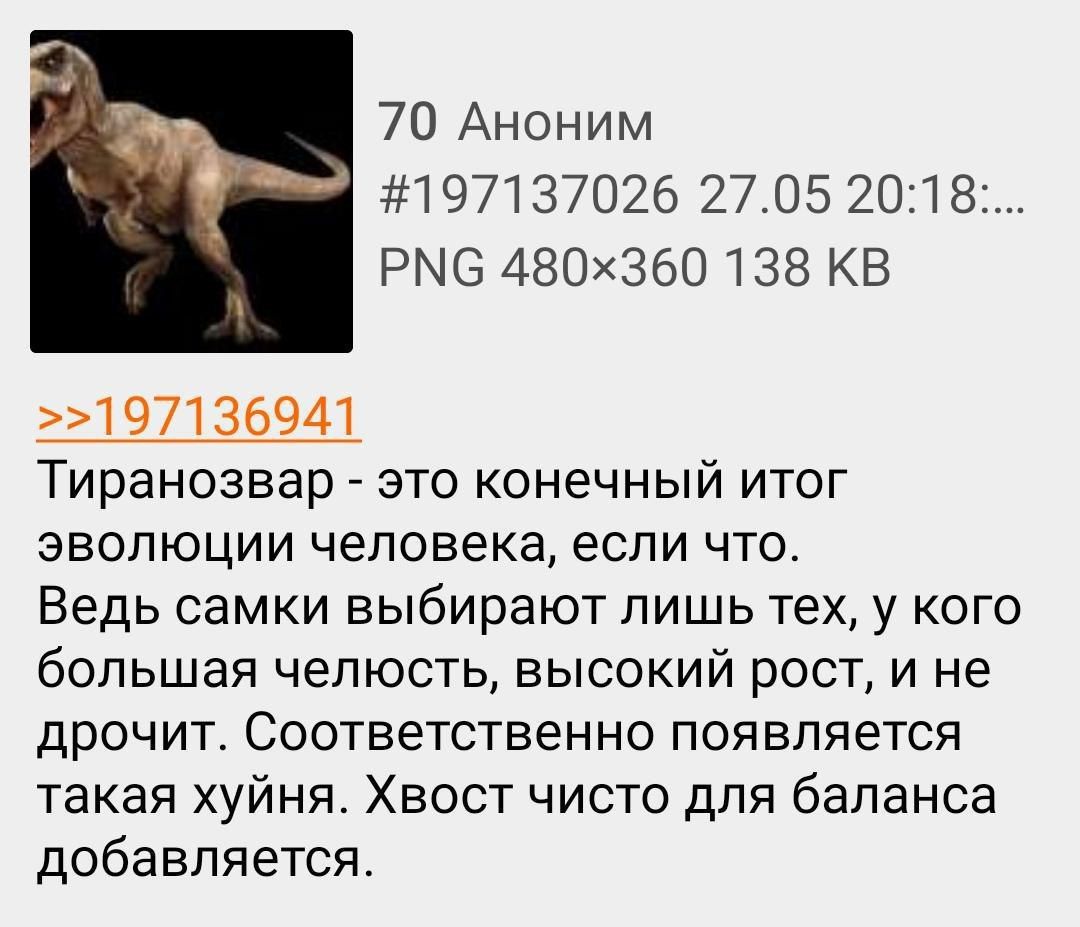 70 Аноним
#197137026 27.05 20:18:...
PNG 480×360 138 KB
>>197136941
Тиранозвар - это конечный итог
эволюции человека, если что.
Ведь самки выбирают лишь тех, у кого
большая челюсть, высокий рост, и не
дрочит. Соответственно появляется
такая хуйня. Хвост чисто для баланса
добавляется.